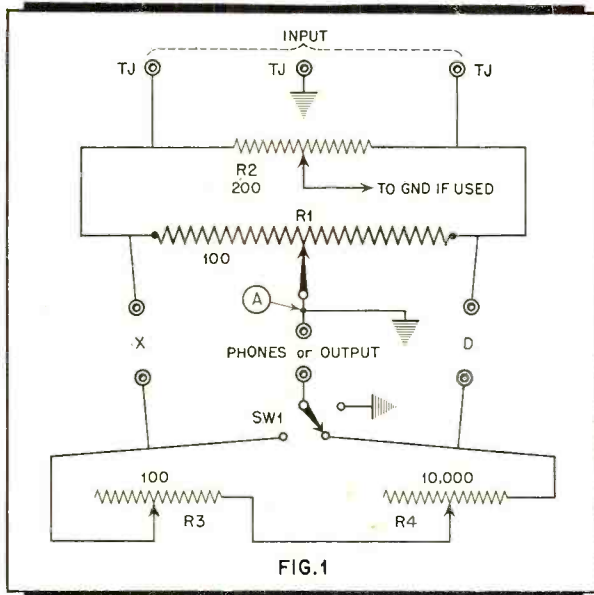 INPUT
TJ TJ TJ
R2
200
TO GND IF USED
R1
100
A
PHONES or OUTPUT
X D
SW1
100 10,000
R3 R4
FIG.1